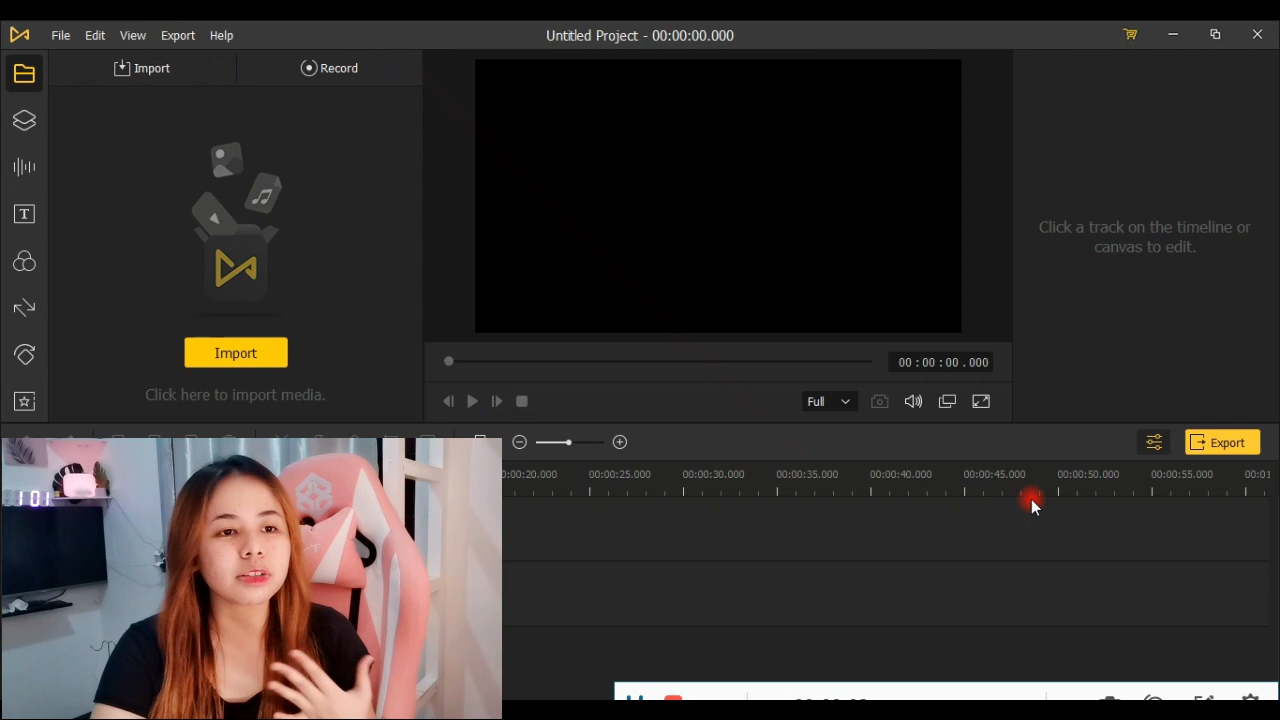 File Edit View Export Help
Untitled Project - 00:00:00.000
Import
Record
Click a track on the timeline or
canvas to edit.
T
Import
Click here to import media.
00:00:00.000
Full
Export
00:00:20.000 00:00:25.000 00:00:30.000 00:00:35.000 00:00:40.000 00:00:45.000 00:00:50.000 00:00:55.000 00:01
101